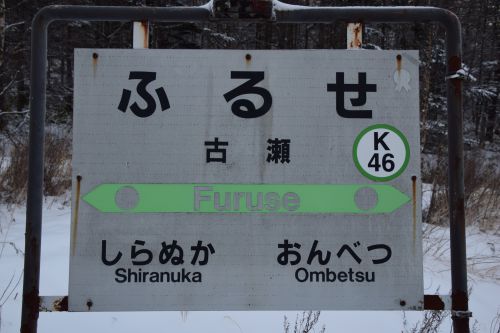 ふるせ
古瀬
K
46
Furuse
しらぬか おんべつ
Shiranuka Ombetsu